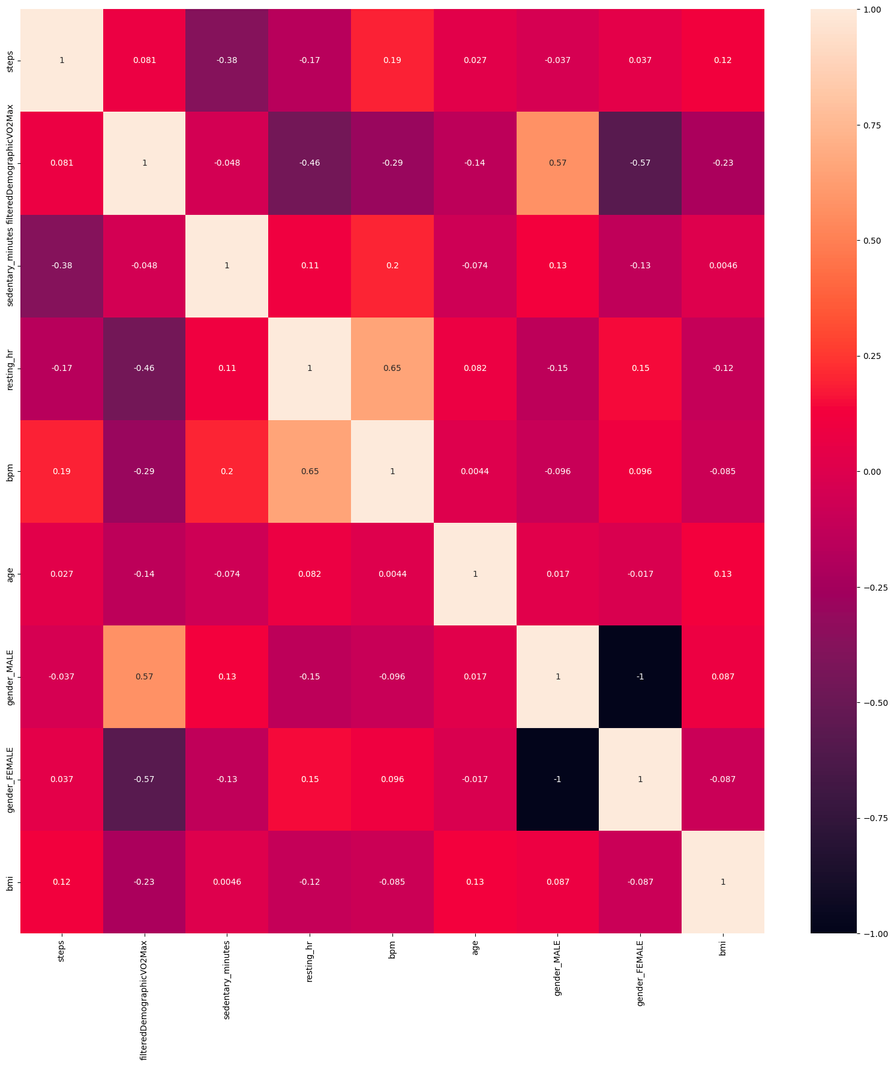 steps 1 0.081 -0.38 -0.17 0.19 0.027 -0.037 0.037 0.12
filteredDemographicVO2Max 0.081 1 -0.048 -0.46 -0.29 -0.14 0.57 -0.57 -0.23
sedentary_minutes -0.38 -0.048 1 0.11 0.2 -0.074 0.13 -0.13 0.0046
resting_hr -0.17 -0.46 0.11 1 0.65 0.082 -0.15 0.15 -0.12
bpm 0.19 -0.29 0.2 0.65 1 0.0044 -0.096 0.096 -0.085
age 0.027 -0.14 -0.074 0.082 0.0044 1 0.017 -0.017 0.13
gender_MALE -0.037 0.57 0.13 -0.15 -0.096 0.017 1 -1 0.087
gender_FEMALE 0.037 -0.57 -0.13 0.15 0.096 -0.017 -1 1 -0.087
bmi 0.12 -0.23 0.0046 -0.12 -0.085 0.13 0.087 -0.087 1
steps
filteredDemographicVO2Max
sedentary_minutes
resting_hr
bpm
age
gender_MALE
gender_FEMALE
bmi
1.00
0.75
0.50
0.25
0.00
−0.25
−0.50
−0.75
−1.00